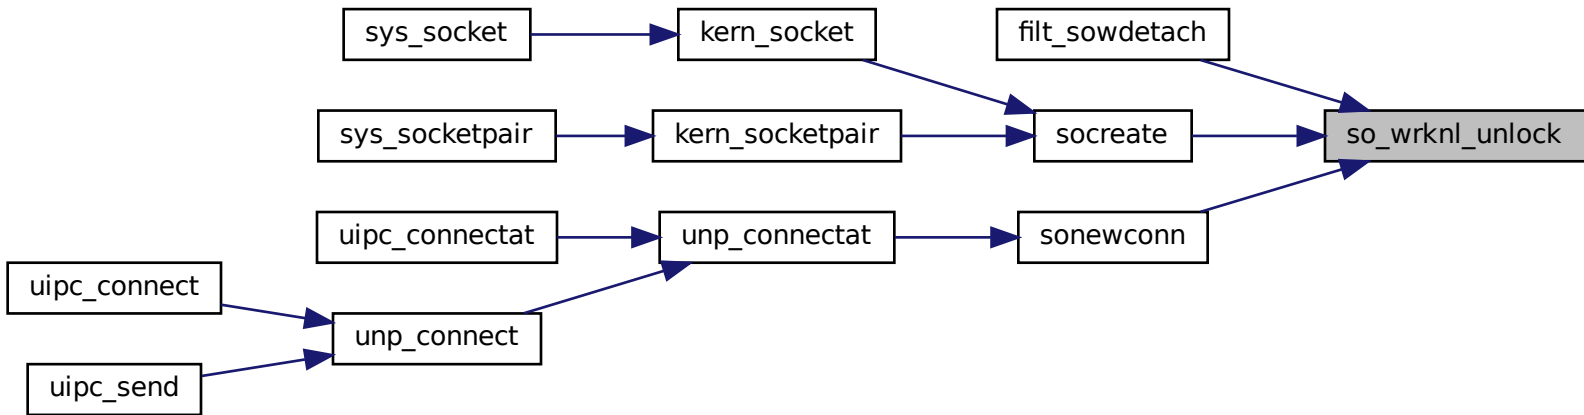 sys_socket
kern_socket
filt_sowdetach
sys_socketpair
kern_socketpair
socreate
so_wrknl_unlock
uipc_connectat
unp_connectat
sonewconn
uipc_connect
unp_connect
uipc_send